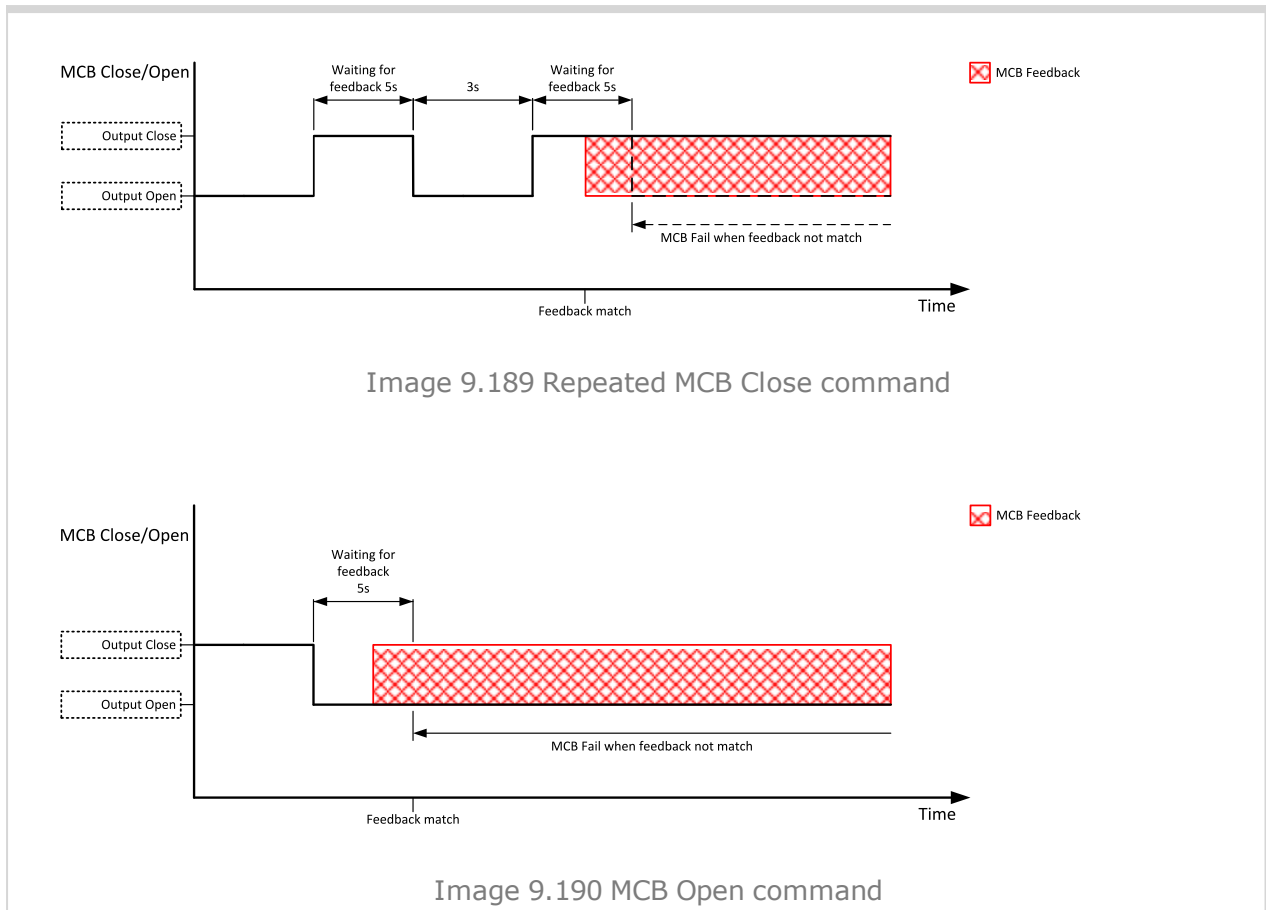 MCB Close/Open
Waiting for
feedback 5s
3s
Waiting for
feedback 5s
MCB Feedback
Output Close
Output Open
MCB Fail when feedback not match
Feedback match
Time
Image 9.189 Repeated MCB Close command
MCB Close/Open
Waiting for
feedback
5s
MCB Feedback
Output Close
Output Open
MCB Fail when feedback not match
Feedback match
Time
Image 9.190 MCB Open command